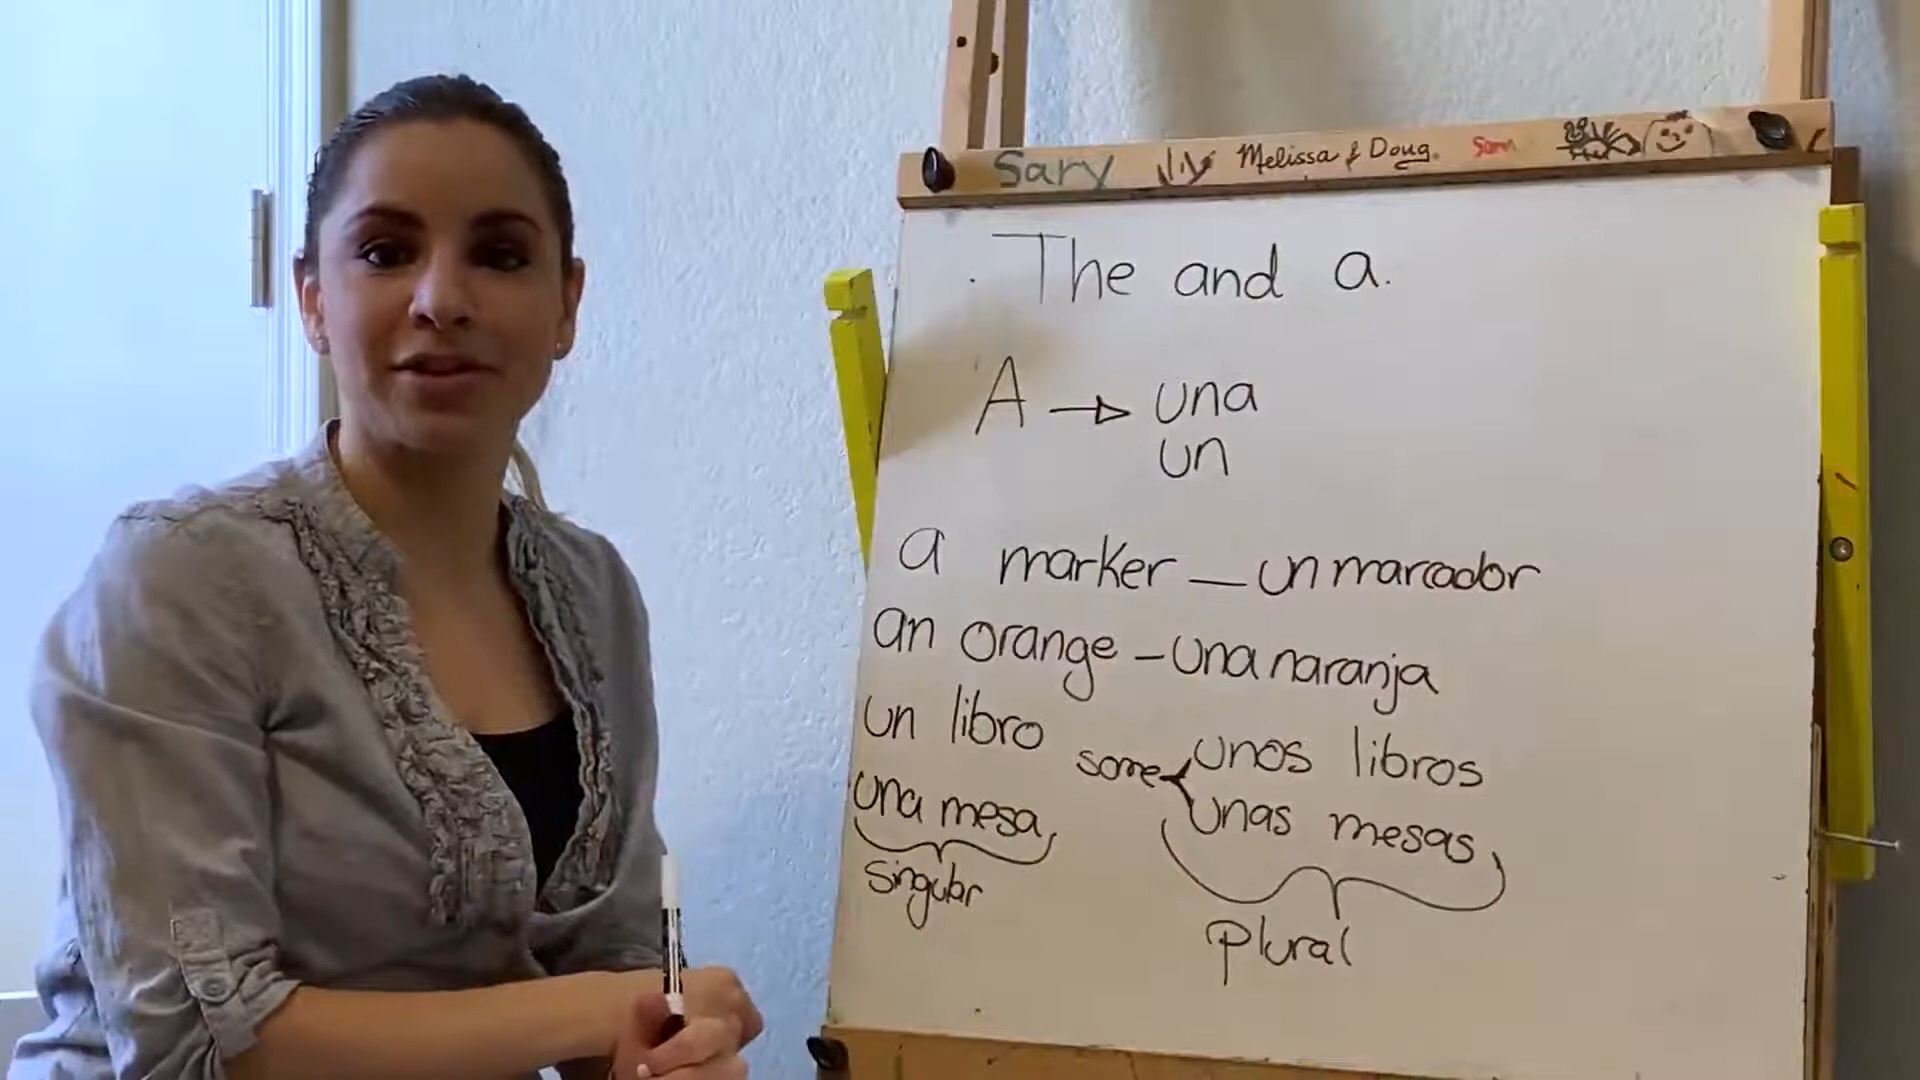 Sary Melissa & Doug. Sam
The and a.
A → una
un
a marker — un marcador
an orange – una naranja
un libro
some unos libros
una mesa, unas mesas,
singular
plural